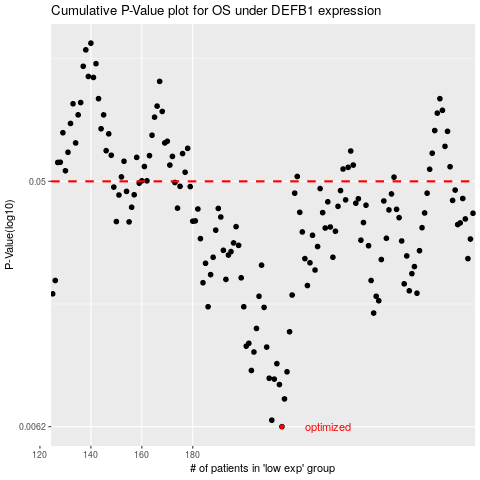 Cumulative P-Value plot for OS under DEFB1 expression
P-Value(log10)
0.05
0.0062
optimized
120 140 160 180
# of patients in 'low exp' group